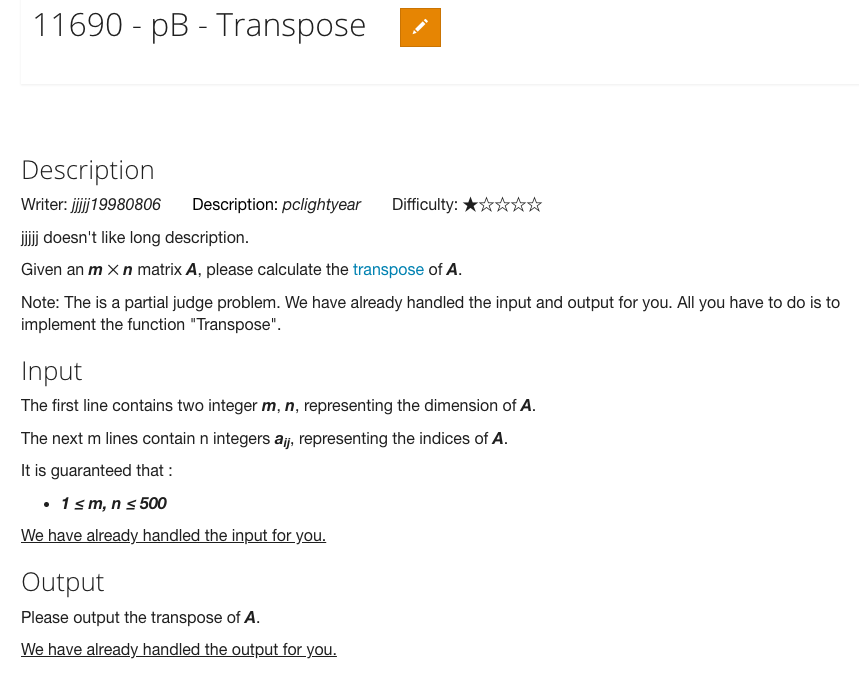 11690 - pB - Transpose
Description
Writer: jjjjj19980806 Description: pclightyear Difficulty: ★☆☆☆☆
jjjjj doesn't like long description.
Given an m × n matrix A, please calculate the transpose of A.
Note: The is a partial judge problem. We have already handled the input and output for you. All you have to do is to
implement the function "Transpose".
Input
The first line contains two integer m, n, representing the dimension of A.
The next m lines contain n integers aij, representing the indices of A.
It is guaranteed that :
• 1 ≤ m, n ≤ 500
We have already handled the input for you.
Output
Please output the transpose of A.
We have already handled the output for you.